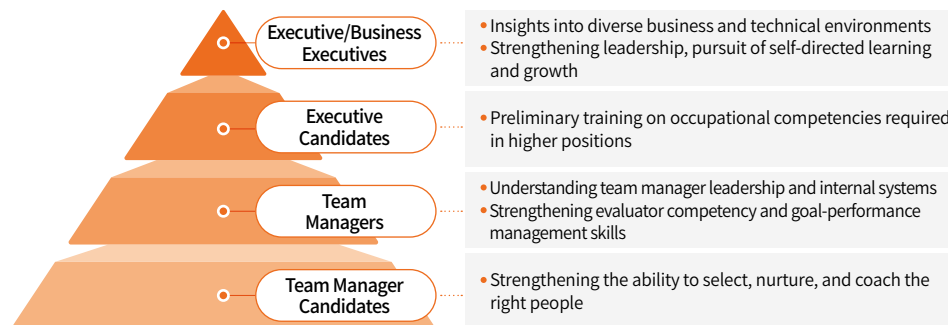 Executive/Business
Executives
• Insights into diverse business and technical environments
• Strengthening leadership, pursuit of self-directed learning
and growth
Executive
Candidates
• Preliminary training on occupational competencies required
in higher positions
Team
Managers
• Understanding team manager leadership and internal systems
• Strengthening evaluator competency and goal-performance
management skills
Team Manager
Candidates
• Strengthening the ability to select, nurture, and coach the
right people